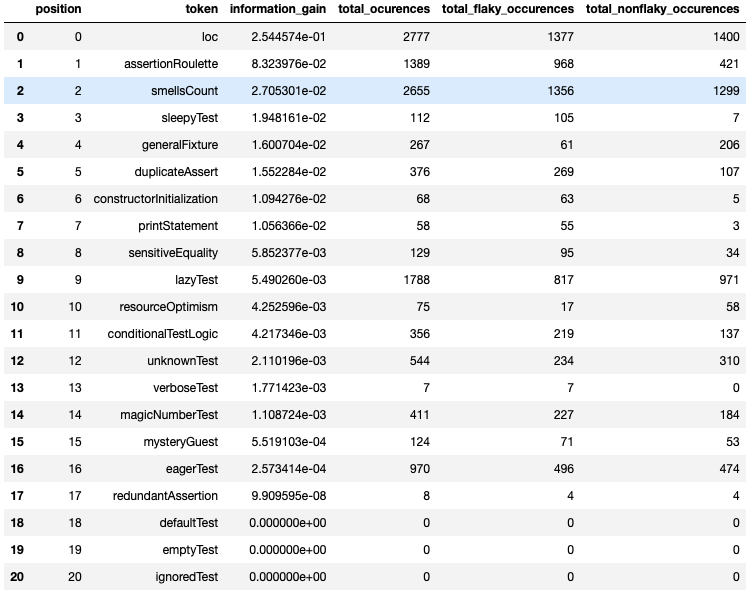 position token information_gain total_ocurences total_flaky_occurences total_nonflaky_occurences
0 0 loc 2.544574e-01 2777 1377 1400
1 1 assertionRoulette 8.323976e-02 1389 968 421
2 2 smellsCount 2.705301e-02 2655 1356 1299
3 3 sleepyTest 1.948161e-02 112 105 7
4 4 generalFixture 1.600704e-02 267 61 206
5 5 duplicateAssert 1.552284e-02 376 269 107
6 6 constructorInitialization 1.094276e-02 68 63 5
7 7 printStatement 1.056366e-02 58 55 3
8 8 sensitiveEquality 5.852377e-03 129 95 34
9 9 lazyTest 5.490260e-03 1788 817 971
10 10 resourceOptimism 4.252596e-03 75 17 58
11 11 conditionalTestLogic 4.217346e-03 356 219 137
12 12 unknownTest 2.110196e-03 544 234 310
13 13 verboseTest 1.771423e-03 7 7 0
14 14 magicNumberTest 1.108724e-03 411 227 184
15 15 mysteryGuest 5.519103e-04 124 71 53
16 16 eagerTest 2.573414e-04 970 496 474
17 17 redundantAssertion 9.909595e-08 8 4 4
18 18 defaultTest 0.000000e+00 0 0 0
19 19 emptyTest 0.000000e+00 0 0 0
20 20 ignoredTest 0.000000e+00 0 0 0